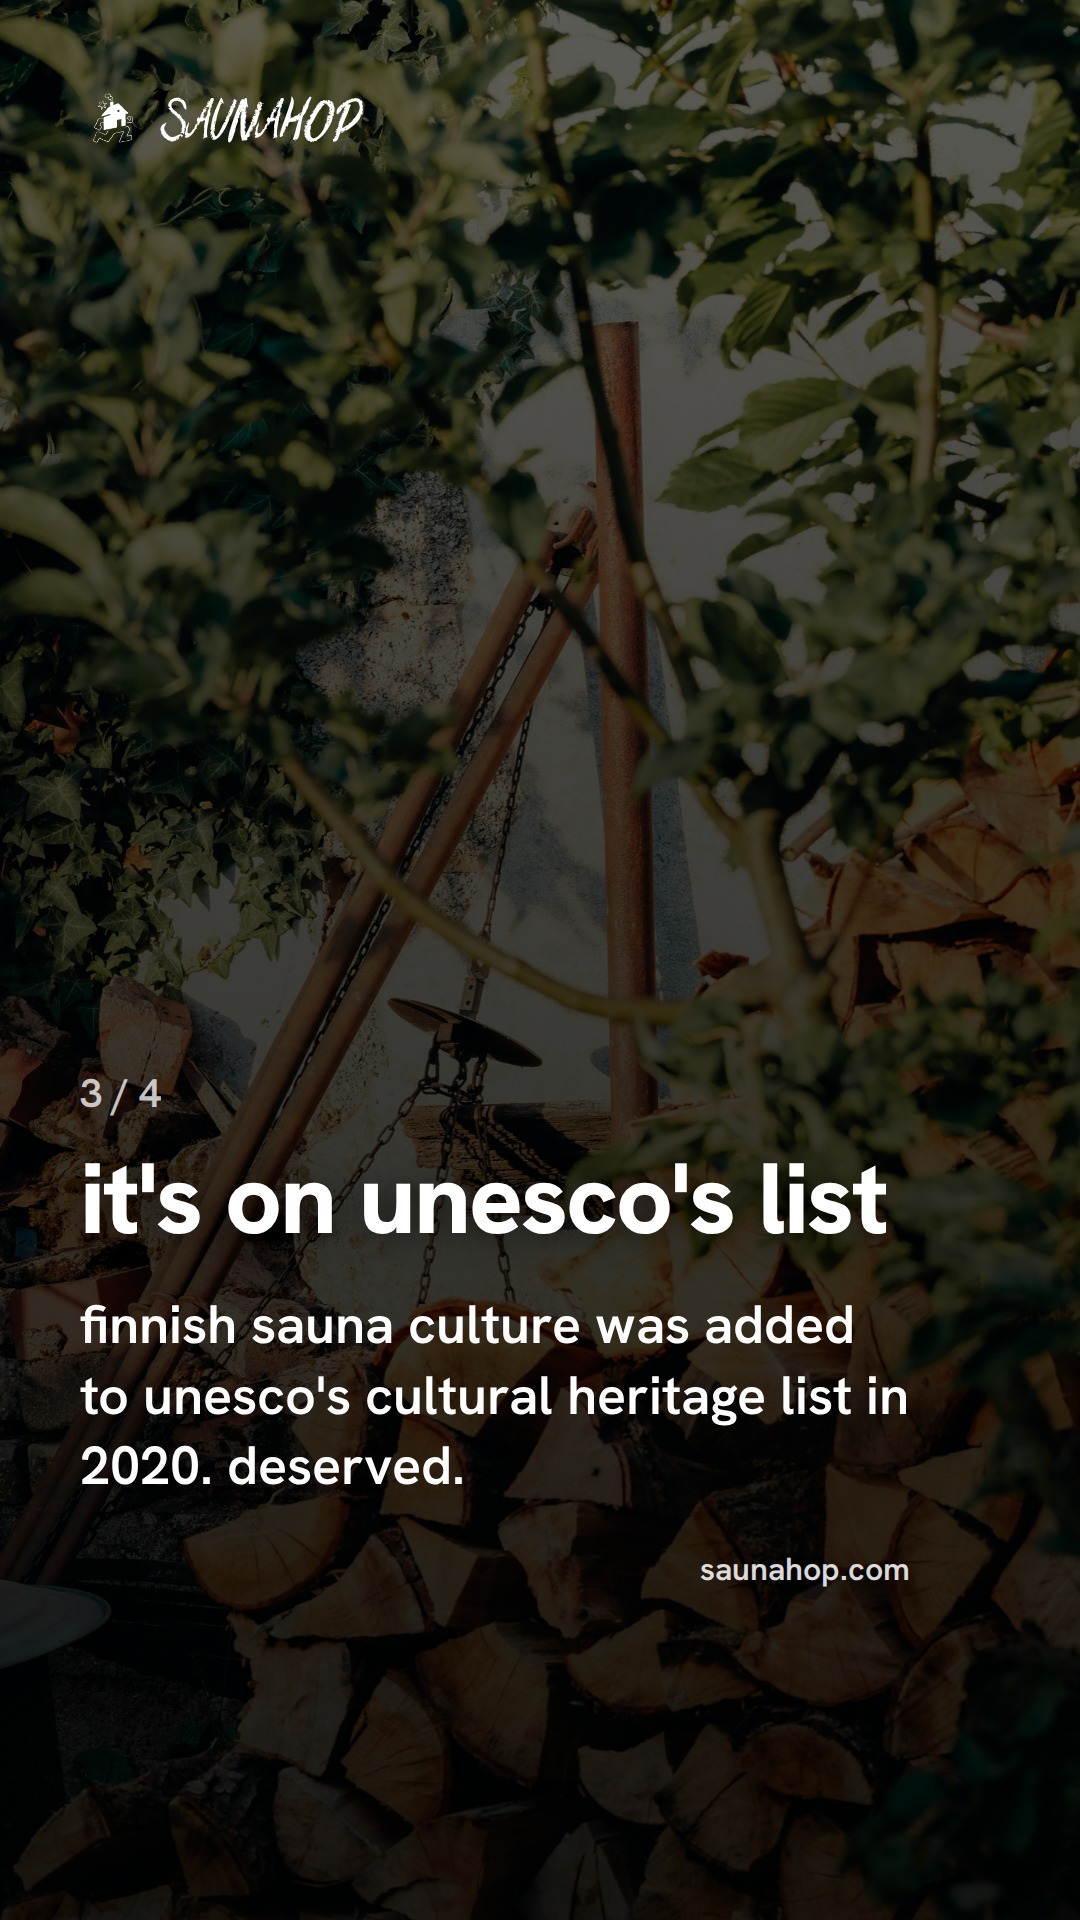 SAUNAHOP
3 / 4
it's on unesco's list
finnish sauna culture was added
to unesco's cultural heritage list in
2020. deserved.
saunahop.com